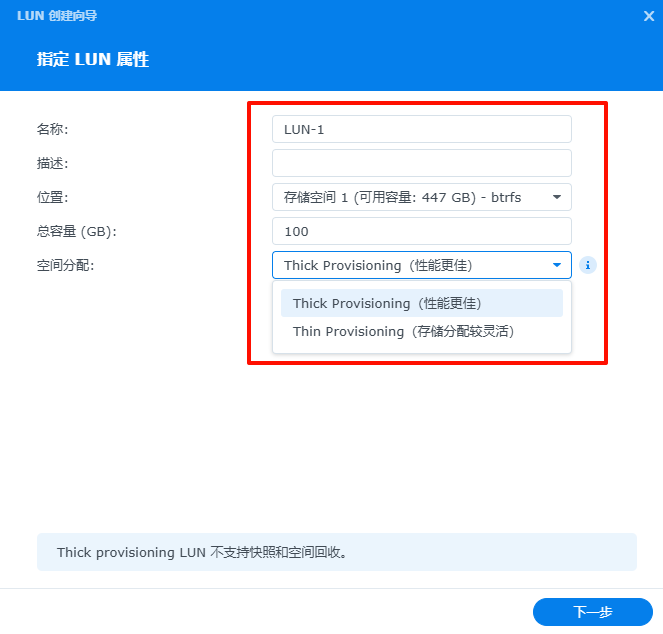 LUN 创建向导
指定 LUN 属性
名称: LUN-1
描述:
位置: 存储空间 1 (可用容量: 447 GB) - btrfs
总容量 (GB): 100
空间分配: Thick Provisioning（性能更佳）
Thick Provisioning（性能更佳）
Thin Provisioning（存储分配较灵活）
Thick provisioning LUN 不支持快照和空间回收。
下一步